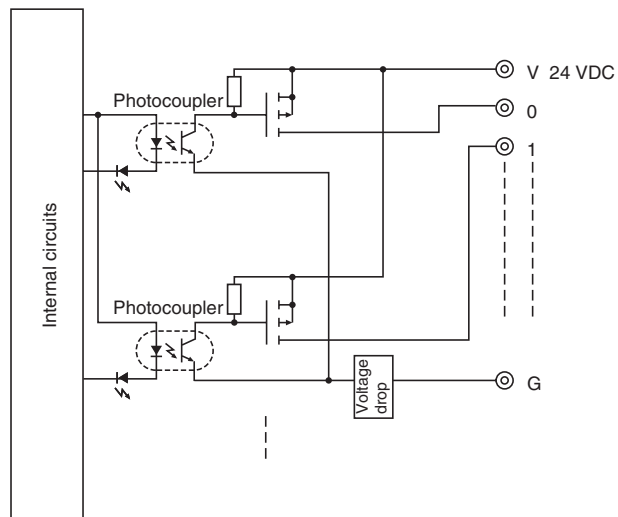 V 24 VDC
Photocoupler
0
1
Internal circuits
Photocoupler
Voltage
drop
G